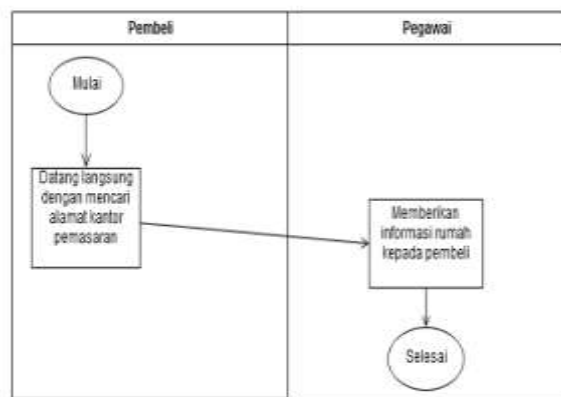 Pembeli
Pegawai
Mulai
Datang langsung
dengan mencari
alamat kantor
pemasaran
Memberikan
informasi rumah
kepada pembeli
Selesai